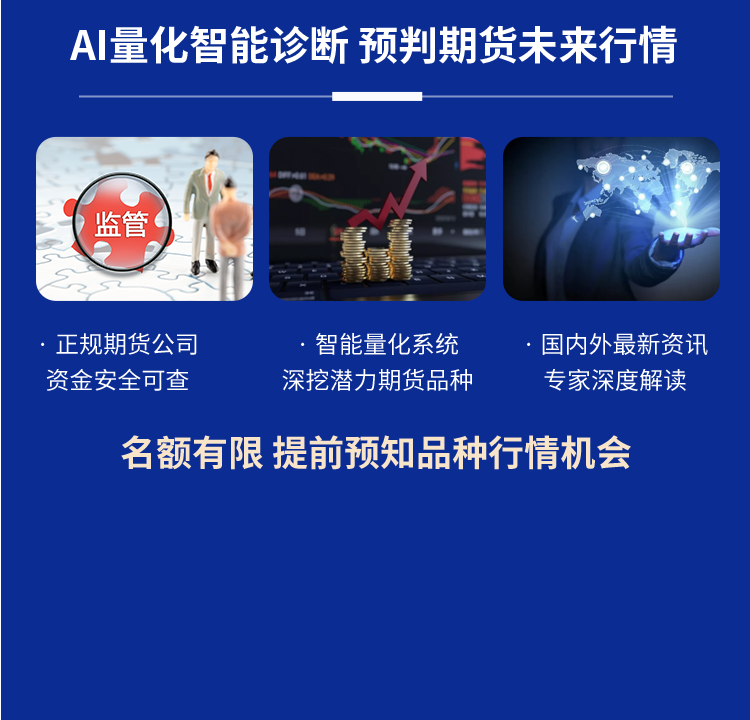 AI量化智能诊断 预判期货未来行情
监管
· 正规期货公司
资金安全可查
· 智能量化系统
深挖潜力期货品种
· 国内外最新资讯
专家深度解读
名额有限 提前预知品种行情机会